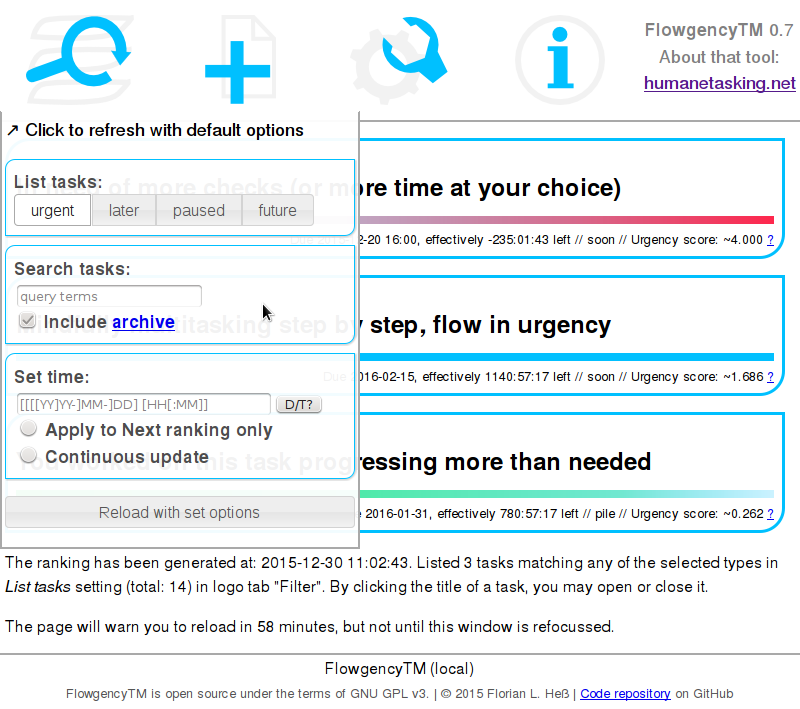 FlowgencyTM 0.7
About that tool:
humanetasking.net
↗ Click to refresh with default options
List tasks:
urgent later paused future
Search tasks:
query terms
Include archive
Set time:
[[[[YY]YY-]MM-]DD] [HH[:MM]] D/T?
Apply to Next ranking only
Continuous update
Reload with set options
of more checks (or more time at your choice)
-20 16:00, effectively -235:01:43 left // soon // Urgency score: ~4.000 ?
step by step, flow in urgency
Due 2016-02-15, effectively 1140:57:17 left // soon // Urgency score: ~1.686 ?
You worked on this task progressing more than needed
2016-01-31, effectively 780:57:17 left // pile // Urgency score: ~0.262 ?
The ranking has been generated at: 2015-12-30 11:02:43. Listed 3 tasks matching any of the selected types in
List tasks setting (total: 14) in logo tab "Filter". By clicking the title of a task, you may open or close it.
The page will warn you to reload in 58 minutes, but not until this window is refocussed.
FlowgencyTM (local)
FlowgencyTM is open source under the terms of GNU GPL v3. | © 2015 Florian L. Heß | Code repository on GitHub